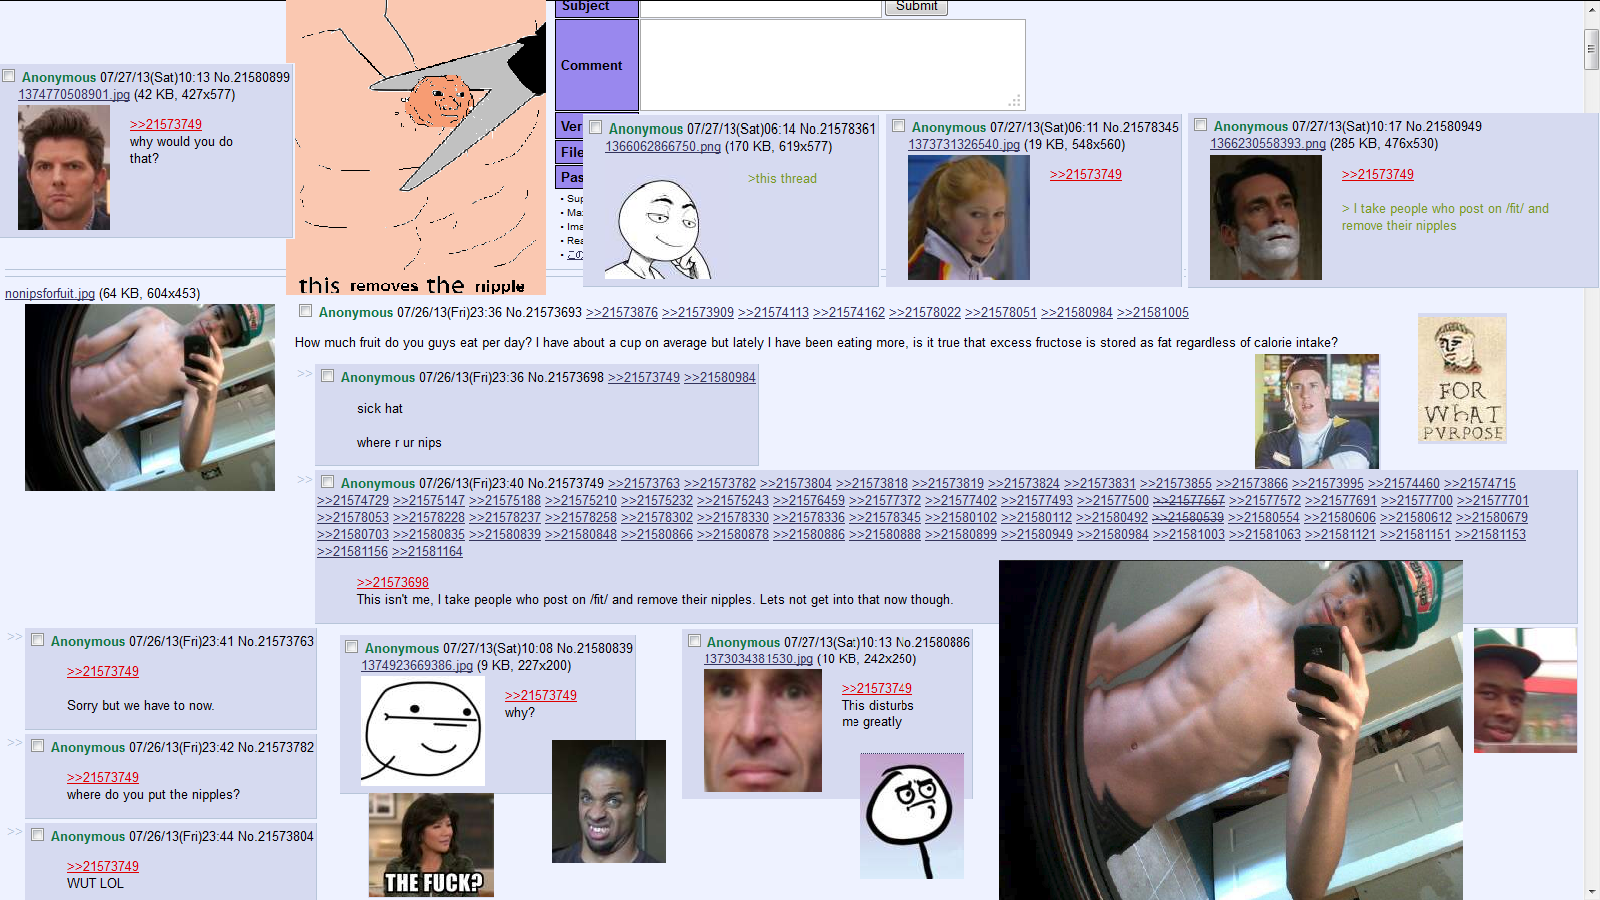 Subject
Submit
Comment
Anonymous 07/27/13(Sat)10:13 No.21580899
1374770508901.jpg (42 KB, 427x577)
>>21573749
why would you do
that?
this removes the nipple
Ver
File
Pas
• Sup
• Ma
• Ima
• Rea
• この
Anonymous 07/27/13(Sat)06:14 No.21578361
1366062866750.png (170 KB, 619x577)
>this thread
Anonymous 07/27/13(Sat)06:11 No.21578345
1373731326540.jpg (19 KB, 548x560)
>>21573749
Anonymous 07/27/13(Sat)10:17 No.21580949
1366230558393.png (285 KB, 476x530)
>>21573749
> I take people who post on /fit/ and
remove their nipples
nonipsforfuit.jpg (64 KB, 604x453)
Anonymous 07/26/13(Fri)23:36 No.21573693 >>21573876 >>21573909 >>21574113 >>21574162 >>21578022 >>21578051 >>21580984 >>21581005
How much fruit do you guys eat per day? I have about a cup on average but lately I have been eating more, is it true that excess fructose is stored as fat regardless of calorie intake?
>> Anonymous 07/26/13(Fri)23:36 No.21573698 >>21573749 >>21580984
sick hat
where r ur nips
FOR
WhAT
PVRPOSE
>> Anonymous 07/26/13(Fri)23:40 No.21573749 >>21573763 >>21573782 >>21573804 >>21573818 >>21573819 >>21573824 >>21573831 >>21573855 >>21573866 >>21573995 >>21574460 >>21574715
>>21574729 >>21575147 >>21575188 >>21575210 >>21575232 >>21575243 >>21576459 >>21577372 >>21577402 >>21577493 >>21577500 >>21577557 >>21577572 >>21577691 >>21577700 >>21577701
>>21578053 >>21578228 >>21578237 >>21578258 >>21578302 >>21578330 >>21578336 >>21578345 >>21580102 >>21580112 >>21580492 >>21580539 >>21580554 >>21580606 >>21580612 >>21580679
>>21580703 >>21580835 >>21580839 >>21580848 >>21580866 >>21580878 >>21580886 >>21580888 >>21580899 >>21580949 >>21580984 >>21581003 >>21581063 >>21581121 >>21581151 >>21581153
>>21581156 >>21581164
>>21573698
This isn't me, I take people who post on /fit/ and remove their nipples. Lets not get into that now though.
>> Anonymous 07/26/13(Fri)23:41 No.21573763
>>21573749
Sorry but we have to now.
>> Anonymous 07/26/13(Fri)23:42 No.21573782
>>21573749
where do you put the nipples?
>> Anonymous 07/26/13(Fri)23:44 No.21573804
>>21573749
WUT LOL
Anonymous 07/27/13(Sat)10:08 No.21580839
1374923669386.jpg (9 KB, 227x200)
>>21573749
why?
THE FUCK?
Anonymous 07/27/13(Sat)10:13 No.21580886
1373034381530.jpg (10 KB, 242x250)
>>21573749
This disturbs
me greatly